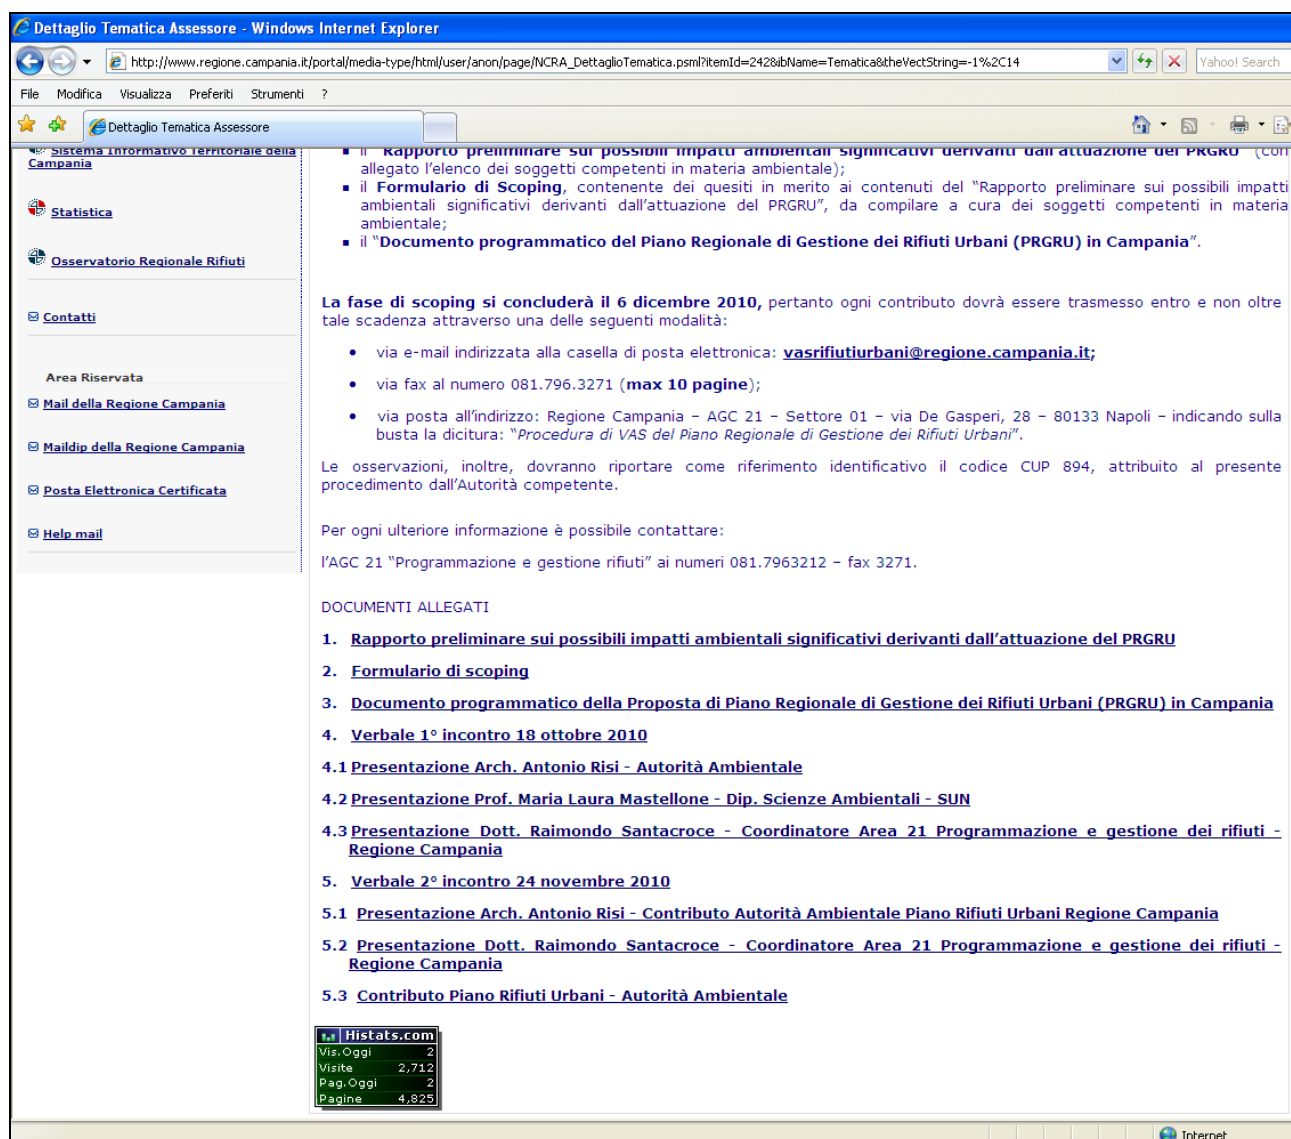 Dettaglio Tematica Assessore - Windows Internet Explorer
http://www.regione.campania.it/portal/media-type/html/user/anon/page/NCRA_DettaglioTematica.psml?itemId=242&ibName=Tematica&theVectString=-1%2C14
Yahoo! Search
File Modifica Visualizza Preferiti Strumenti ?
Dettaglio Tematica Assessore
Sistema Informativo Territoriale della
Campania
Statistica
Osservatorio Regionale Rifiuti
Contatti
Area Riservata
Mail della Regione Campania
Maildip della Regione Campania
Posta Elettronica Certificata
Help mail
il "Rapporto preliminare sui possibili impatti ambientali significativi derivanti dall'attuazione del PRGRU" (con
allegato l'elenco dei soggetti competenti in materia ambientale);
il Formulario di Scoping, contenente dei quesiti in merito ai contenuti del "Rapporto preliminare sui possibili impatti
ambientali significativi derivanti dall'attuazione del PRGRU", da compilare a cura dei soggetti competenti in materia
ambientale;
il "Documento programmatico del Piano Regionale di Gestione dei Rifiuti Urbani (PRGRU) in Campania".
La fase di scoping si concluderà il 6 dicembre 2010, pertanto ogni contributo dovrà essere trasmesso entro e non oltre
tale scadenza attraverso una delle seguenti modalità:
• via e-mail indirizzata alla casella di posta elettronica: vasrifiutiurbani@regione.campania.it;
• via fax al numero 081.796.3271 (max 10 pagine);
• via posta all'indirizzo: Regione Campania – AGC 21 – Settore 01 – via De Gasperi, 28 – 80133 Napoli – indicando sulla
busta la dicitura: "Procedura di VAS del Piano Regionale di Gestione dei Rifiuti Urbani".
Le osservazioni, inoltre, dovranno riportare come riferimento identificativo il codice CUP 894, attribuito al presente
procedimento dall'Autorità competente.
Per ogni ulteriore informazione è possibile contattare:
l'AGC 21 "Programmazione e gestione rifiuti" ai numeri 081.7963212 – fax 3271.
DOCUMENTI ALLEGATI
1. Rapporto preliminare sui possibili impatti ambientali significativi derivanti dall'attuazione del PRGRU
2. Formulario di scoping
3. Documento programmatico della Proposta di Piano Regionale di Gestione dei Rifiuti Urbani (PRGRU) in Campania
4. Verbale 1° incontro 18 ottobre 2010
4.1 Presentazione Arch. Antonio Risi - Autorità Ambientale
4.2 Presentazione Prof. Maria Laura Mastellone - Dip. Scienze Ambientali - SUN
4.3 Presentazione Dott. Raimondo Santacroce - Coordinatore Area 21 Programmazione e gestione dei rifiuti -
Regione Campania
5. Verbale 2° incontro 24 novembre 2010
5.1 Presentazione Arch. Antonio Risi - Contributo Autorità Ambientale Piano Rifiuti Urbani Regione Campania
5.2 Presentazione Dott. Raimondo Santacroce - Coordinatore Area 21 Programmazione e gestione dei rifiuti -
Regione Campania
5.3 Contributo Piano Rifiuti Urbani - Autorità Ambientale
Histats.com
Vis.Oggi 2
Visite 2,712
Pag.Oggi 2
Pagine 4,825
Internet